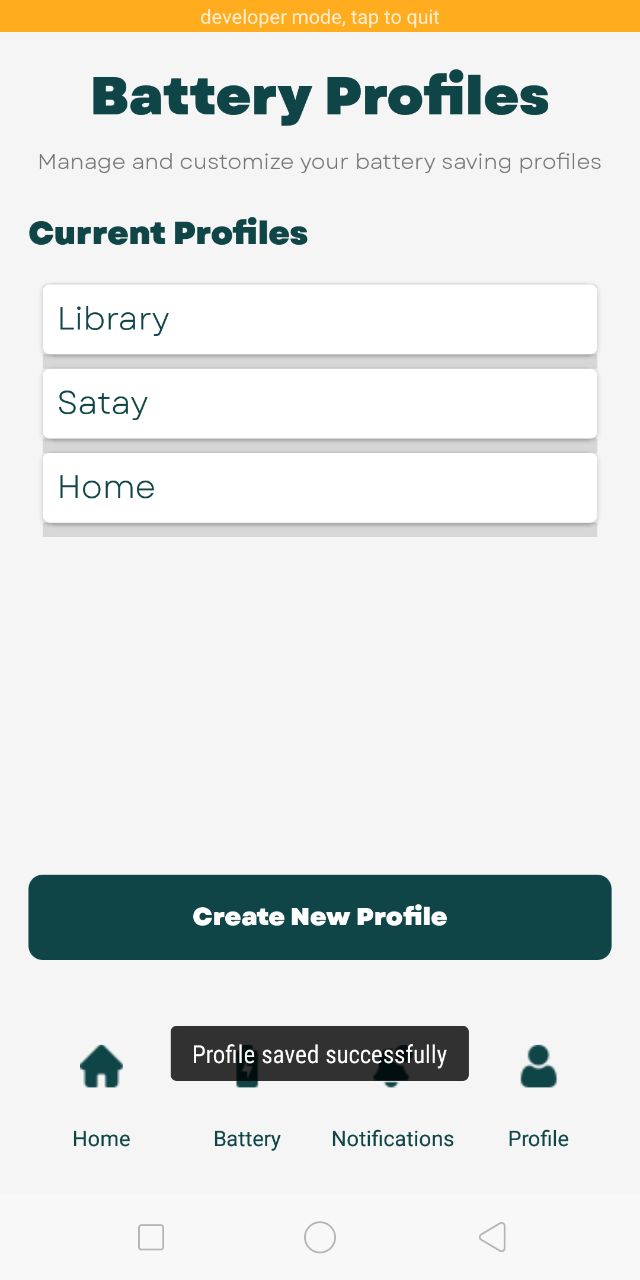 developer mode, tap to quit
Battery Profiles
Manage and customize your battery saving profiles
Current Profiles
Library
Satay
Home
Create New Profile
Profile saved successfully
Home Battery Notifications Profile